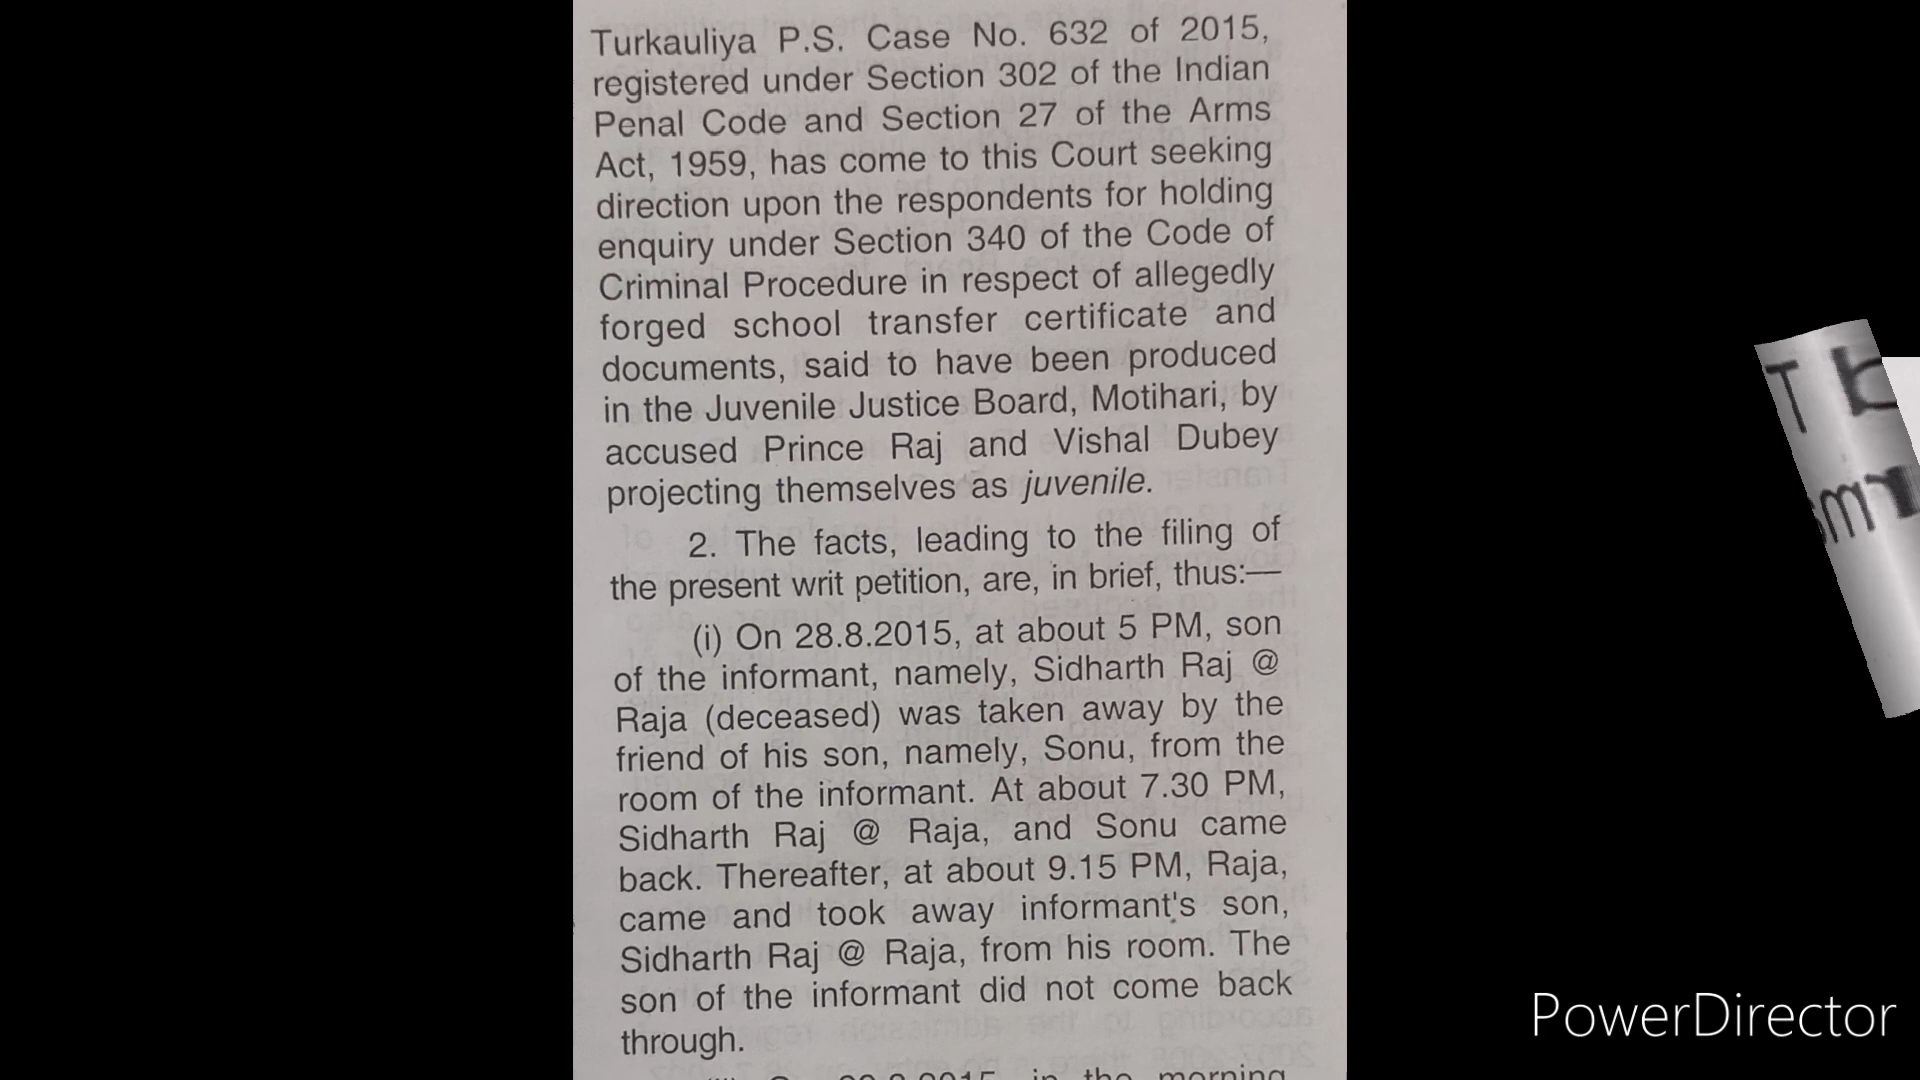 Turkauliya P.S. Case No. 632 of 2015,
registered under Section 302 of the Indian
Penal Code and Section 27 of the Arms
Act, 1959, has come to this Court seeking
direction upon the respondents for holding
enquiry under Section 340 of the Code of
Criminal Procedure in respect of allegedly
forged school transfer certificate and
documents, said to have been produced
in the Juvenile Justice Board, Motihari, by
accused Prince Raj and Vishal Dubey
projecting themselves as juvenile.
2. The facts, leading to the filing of
the present writ petition, are, in brief, thus:—
(i) On 28.8.2015, at about 5 PM, son
of the informant, namely, Sidharth Raj @
Raja (deceased) was taken away by the
friend of his son, namely, Sonu, from the
room of the informant. At about 7.30 PM,
Sidharth Raj @ Raja, and Sonu came
back. Thereafter, at about 9.15 PM, Raja,
came and took away informant's son,
Sidharth Raj @ Raja, from his room. The
son of the informant did not come back
through.
in the morning
PowerDirector